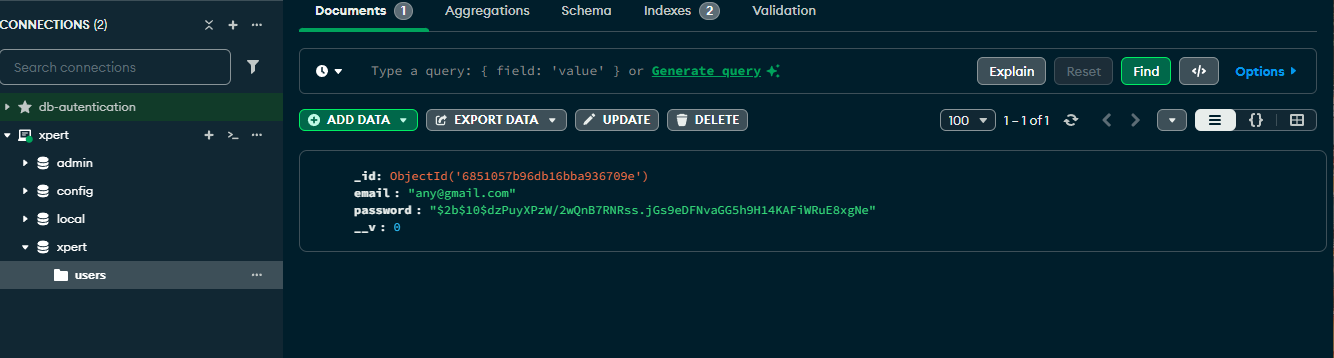 CONNECTIONS (2)
Search connections
db-autentication
xpert
admin
config
local
xpert
users
Documents 1 Aggregations Schema Indexes 2 Validation
Type a query: { field: 'value' } or Generate query
Explain Reset Find </> Options
ADD DATA EXPORT DATA UPDATE DELETE
100 1 – 1 of 1 {}
_id: ObjectId('6851057b96db16bba936709e')
email : "any@gmail.com"
password : "$2b$10$dzPuyXPzW/2wQnB7RNRss.jGs9eDFNvaGG5h9H14KAFiWRuE8xgNe"
__v : 0